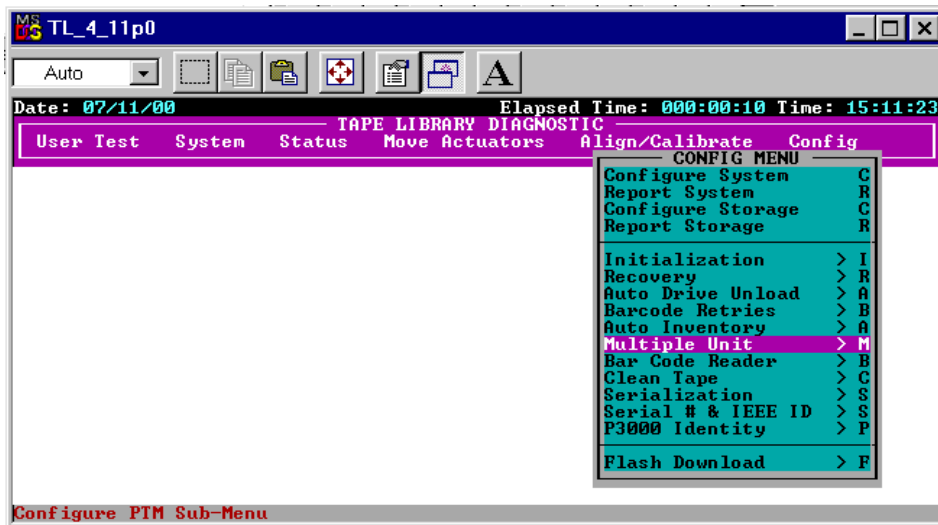 MS DOS TL_4_11p0
Auto
A
Date: 07/11/00 Elapsed Time: 000:00:10 Time: 15:11:23
TAPE LIBRARY DIAGNOSTIC
User Test System Status Move Actuators Align/Calibrate Config
CONFIG MENU
Configure System C
Report System R
Configure Storage C
Report Storage R
Initialization > I
Recovery > R
Auto Drive Unload > A
Barcode Retries > B
Auto Inventory > A
Multiple Unit > M
Bar Code Reader > B
Clean Tape > C
Serialization > S
Serial # & IEEE ID > S
P3000 Identity > P
Flash Download > F
Configure PTM Sub-Menu